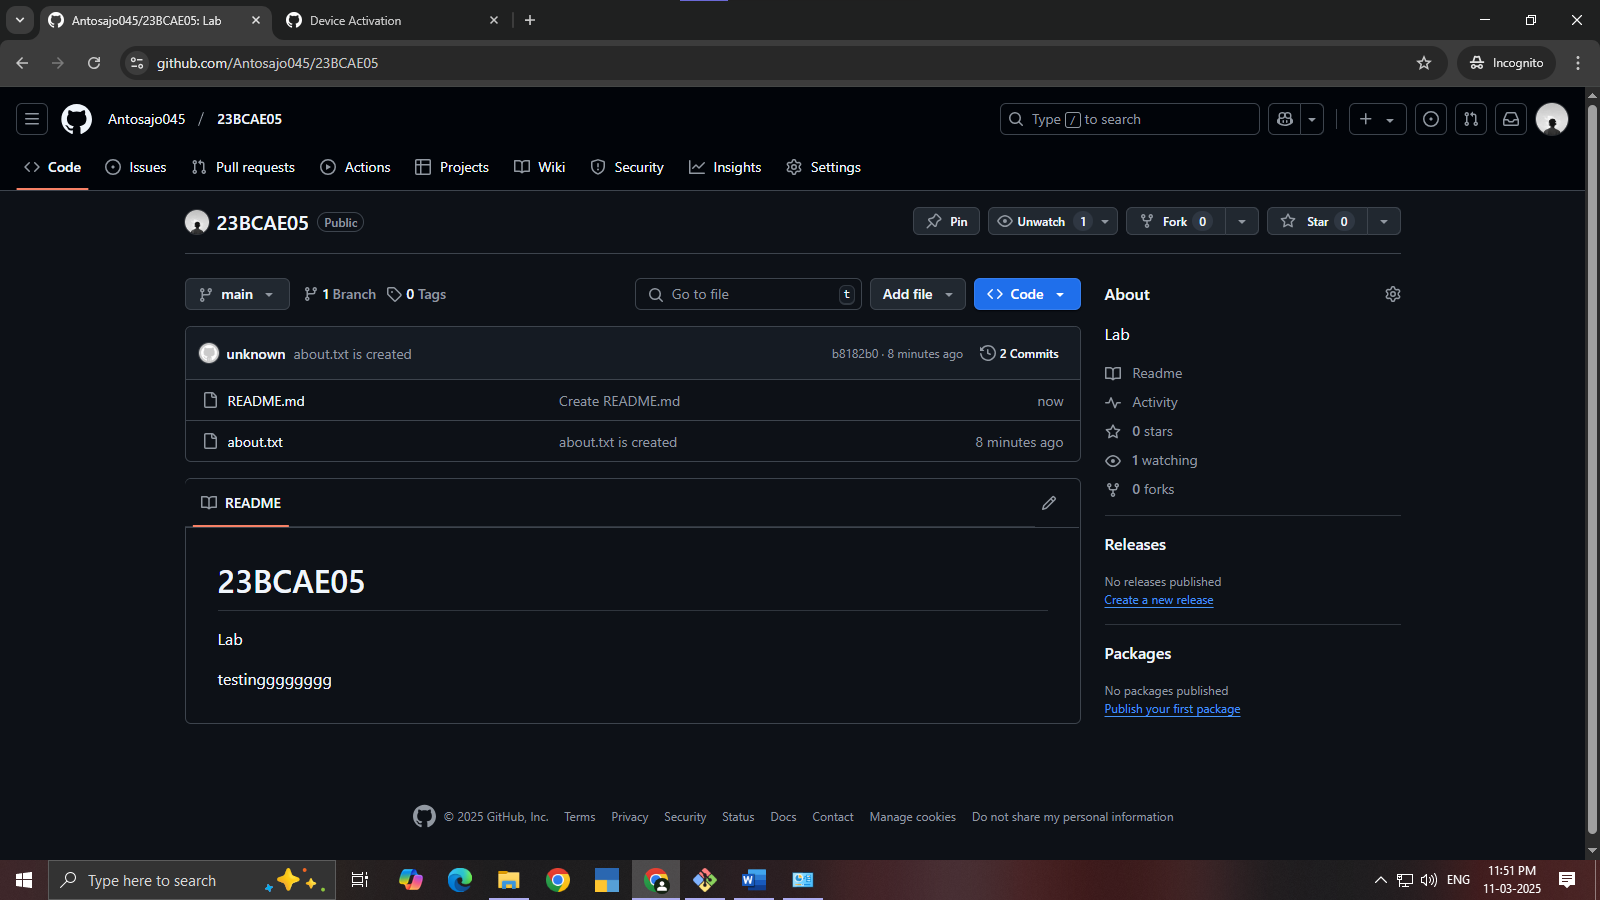 Antosajo045/23BCAE05: Lab
Device Activation
github.com/Antosajo045/23BCAE05
Incognito
Antosajo045 / 23BCAE05
Type / to search
Code
Issues
Pull requests
Actions
Projects
Wiki
Security
Insights
Settings
23BCAE05 Public
Pin
Unwatch 1
Fork 0
Star 0
main
1 Branch
0 Tags
Go to file t
Add file
Code
unknown about.txt is created b8182b0 · 8 minutes ago 2 Commits
README.md Create README.md now
about.txt about.txt is created 8 minutes ago
README
23BCAE05
Lab
testinggggggggg
About
Lab
Readme
Activity
0 stars
1 watching
0 forks
Releases
No releases published
Create a new release
Packages
No packages published
Publish your first package
© 2025 GitHub, Inc. Terms Privacy Security Status Docs Contact Manage cookies Do not share my personal information
Type here to search
ENG
11:51 PM
11-03-2025